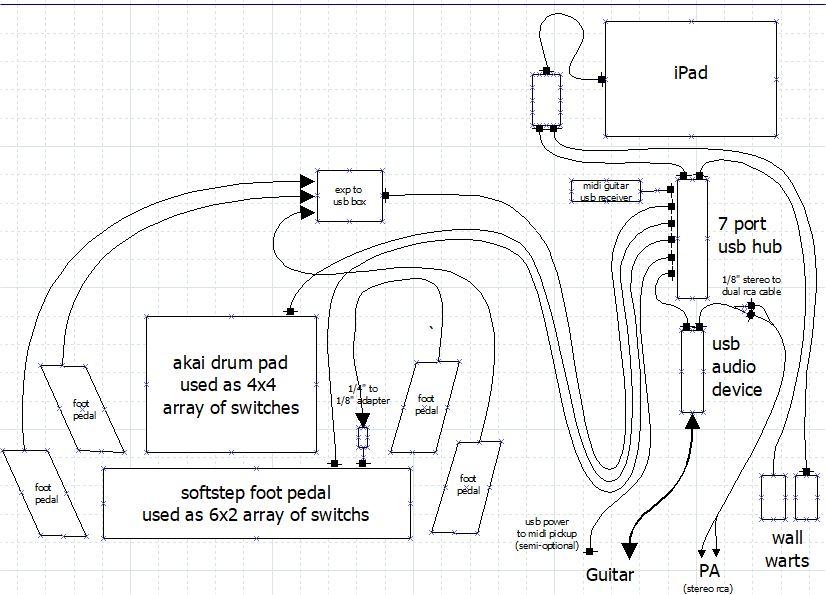 iPad
exp to
usb box
midi guitar
usb receiver
7 port
usb hub
1/8" stereo to
dual rca cable
akai drum pad
used as 4x4
array of switches
1/4" to
1/8" adapter
usb
audio
device
foot
pedal
foot
pedal
foot
pedal
foot
pedal
softstep foot pedal
used as 6x2 array of switchs
usb power
to midi pickup
(semi-optional)
Guitar
PA
(stereo rca)
wall
warts